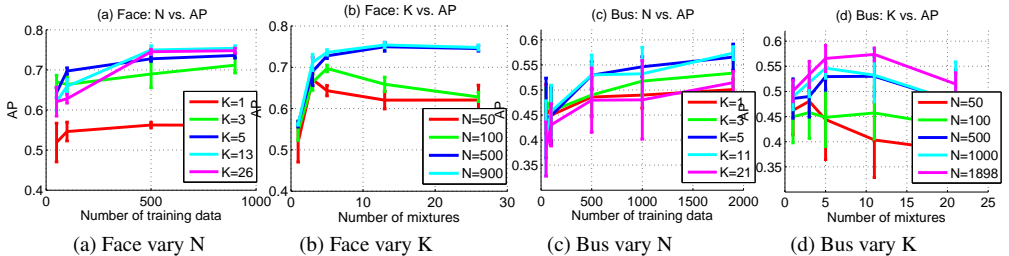 (a) Face: N vs. AP
0.8
0.7
0.6
0.5
0.4
AP
0
500
1000
Number of training data
K=1
K=3
K=5
K=13
K=26
(a) Face vary N
(b) Face: K vs. AP
0.8
0.7
0.6
0.5
0.4
AP
0
10
20
30
Number of mixtures
N=50
N=100
N=500
N=900
(b) Face vary K
(c) Bus: N vs. AP
0.6
0.55
0.5
0.45
0.4
0.35
AP
0
500
1000
1500
2000
Number of training data
K=1
K=3
K=5
K=11
K=21
(c) Bus vary N
(d) Bus: K vs. AP
0.6
0.55
0.5
0.45
0.4
0.35
AP
0
5
10
15
20
25
Number of mixtures
N=50
N=100
N=500
N=1000
N=1898
(d) Bus vary K